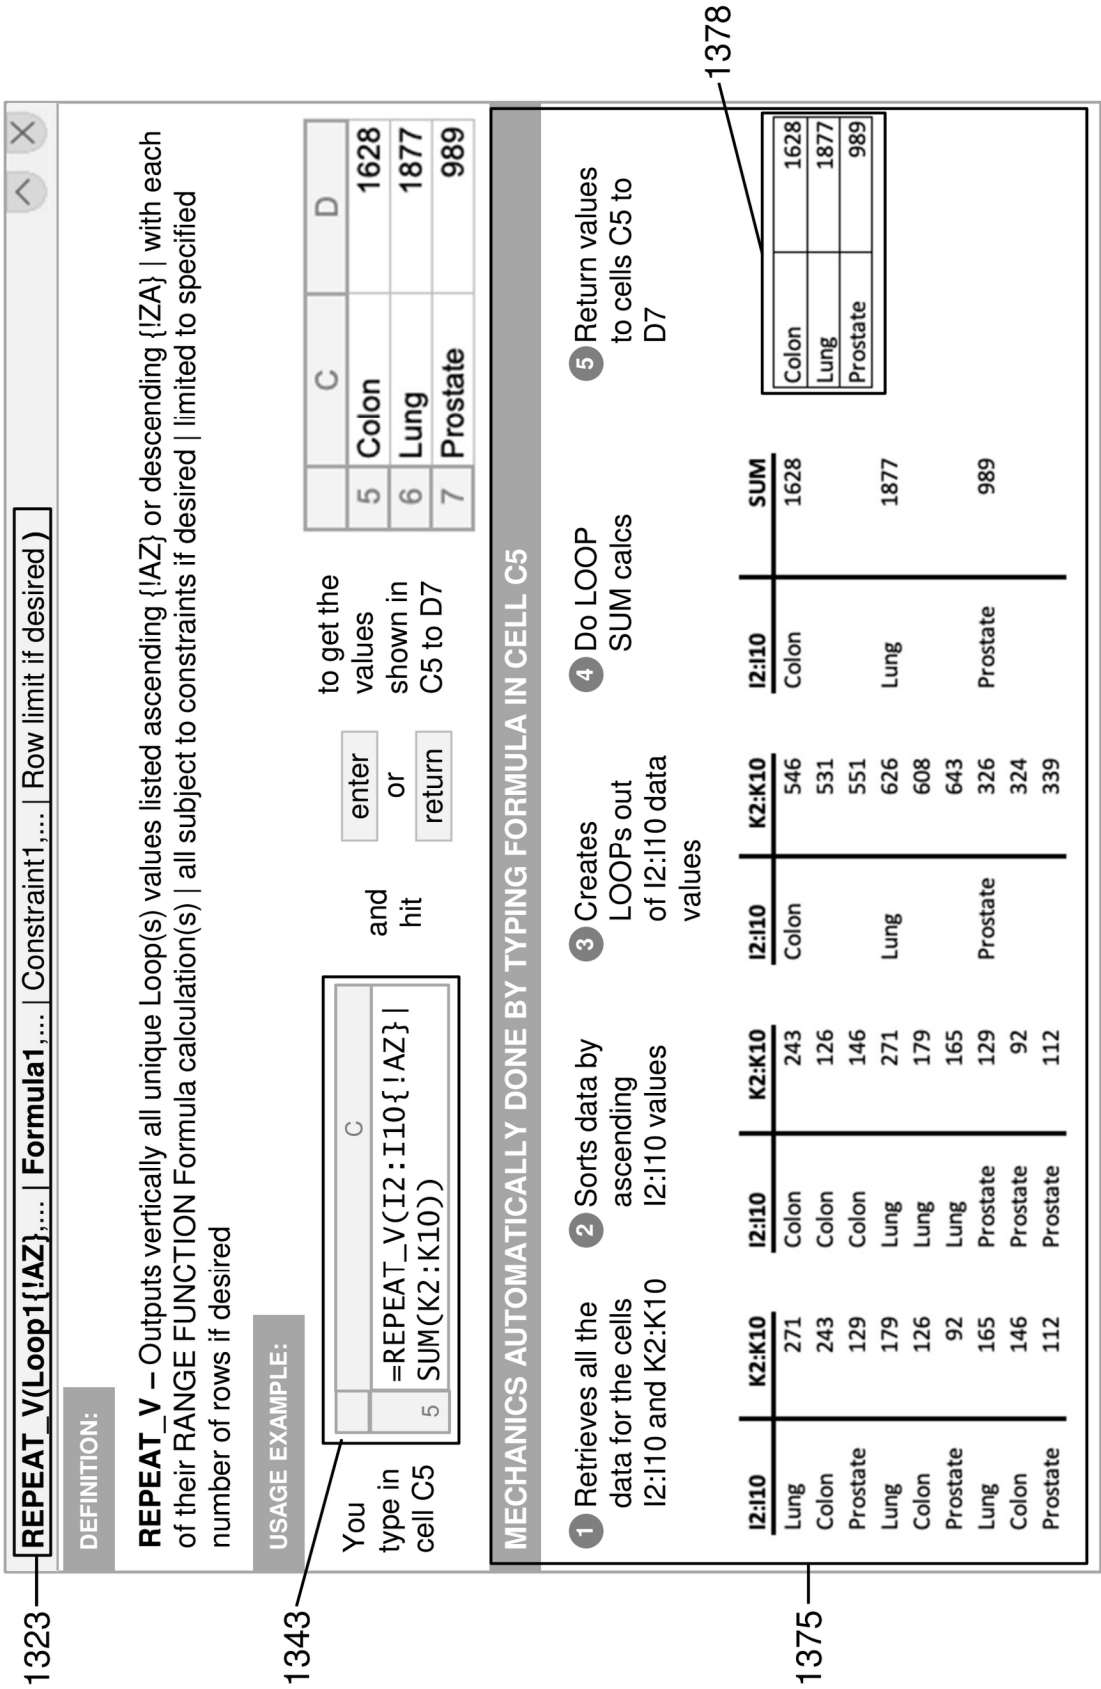 1323
REPEAT_V(Loop1{!AZ},... | Formula1,... | Constraint1,... | Row limit if desired )
DEFINITION:
REPEAT_V – Outputs vertically all unique Loop(s) values listed ascending {!AZ} or descending {!ZA} | with each
of their RANGE FUNCTION Formula calculation(s) | all subject to constraints if desired | limited to specified
number of rows if desired
USAGE EXAMPLE:
1343
You
type in
cell C5
C
5 =REPEAT_V(I2:I10{!AZ}|
SUM(K2:K10))
and
hit
enter
or
return
to get the
values
shown in
C5 to D7
C D
5 Colon 1628
6 Lung 1877
7 Prostate 989
MECHANICS AUTOMATICALLY DONE BY TYPING FORMULA IN CELL C5
1375
1 Retrieves all the
data for the cells
I2:I10 and K2:K10
I2:I10 K2:K10
Lung 271
Colon 243
Prostate 129
Lung 179
Colon 126
Prostate 92
Lung 165
Colon 146
Prostate 112
2 Sorts data by
ascending
I2:I10 values
I2:I10 K2:K10
Colon 243
Colon 126
Colon 146
Lung 271
Lung 179
Lung 165
Prostate 129
Prostate 92
Prostate 112
3 Creates
LOOPs out
of I2:I10 data
values
I2:I10 K2:K10
Colon 546
531
551
Lung 626
608
643
Prostate 326
324
339
4 Do LOOP
SUM calcs
I2:I10 SUM
Colon 1628
Lung 1877
Prostate 989
5 Return values
to cells C5 to
D7
1378
Colon 1628
Lung 1877
Prostate 989